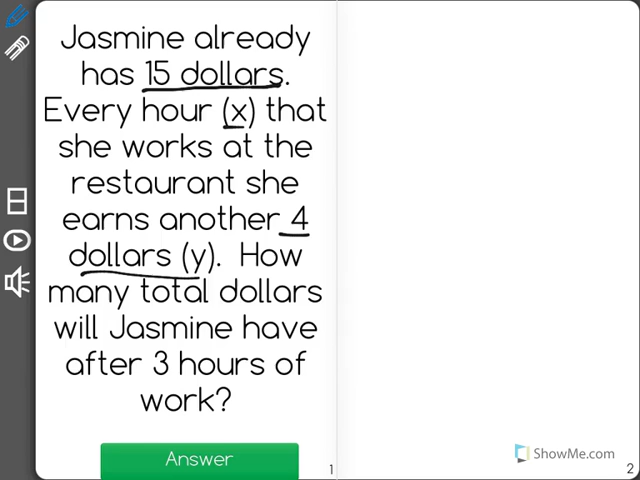 Jasmine already
has 15 dollars.
Every hour (x) that
she works at the
restaurant she
earns another 4
dollars (y). How
many total dollars
will Jasmine have
after 3 hours of
work?
Answer
1
ShowMe.com
2